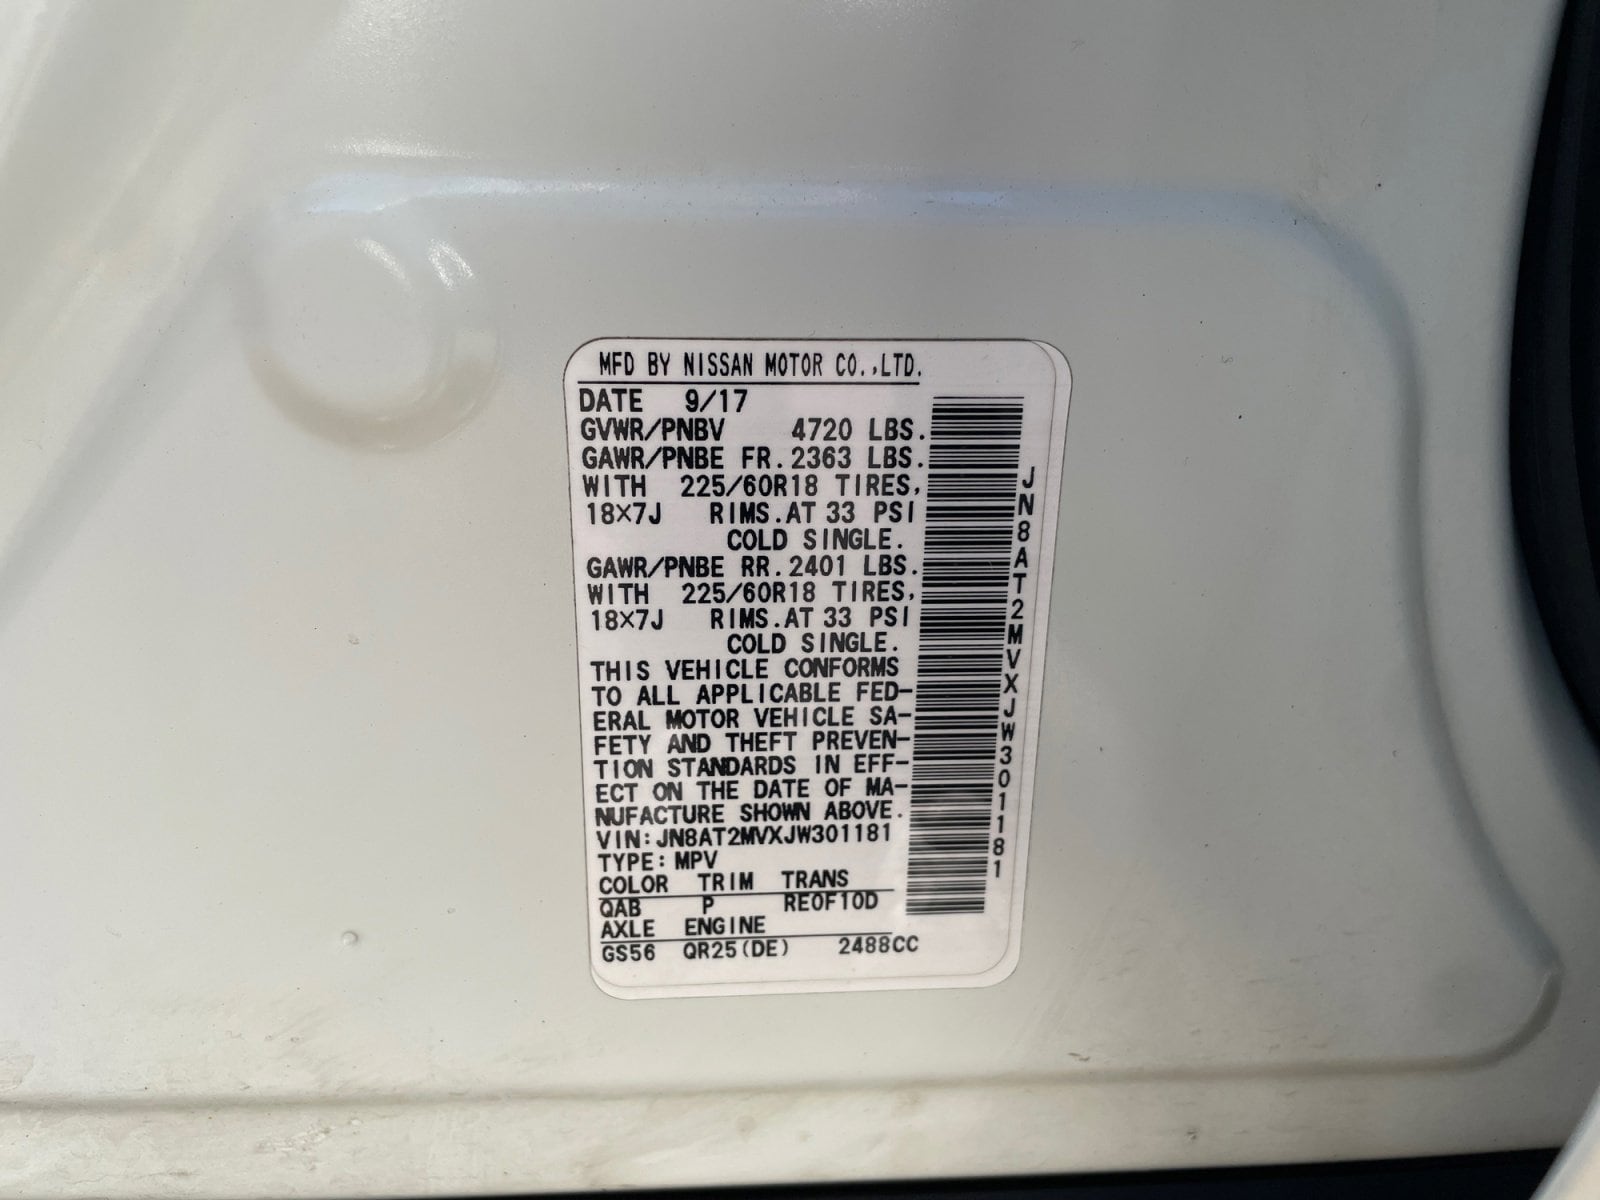 MFD BY NISSAN MOTOR CO.,LTD.
DATE 9/17
GVWR/PNBV 4720 LBS.
GAWR/PNBE FR. 2363 LBS.
WITH 225/60R18 TIRES,
18×7J RIMS. AT 33 PSI
COLD SINGLE.
GAWR/PNBE RR. 2401 LBS.
WITH 225/60R18 TIRES,
18×7J RIMS. AT 33 PSI
COLD SINGLE.
THIS VEHICLE CONFORMS
TO ALL APPLICABLE FED-
ERAL MOTOR VEHICLE SA-
FETY AND THEFT PREVEN-
TION STANDARDS IN EFF-
ECT ON THE DATE OF MA-
NUFACTURE SHOWN ABOVE.
VIN: JN8AT2MVXJW301181
TYPE: MPV
COLOR TRIM TRANS
QAB P RE0F10D
AXLE ENGINE
GS56 QR25(DE) 2488CC
JN8AT2MVXJW301181